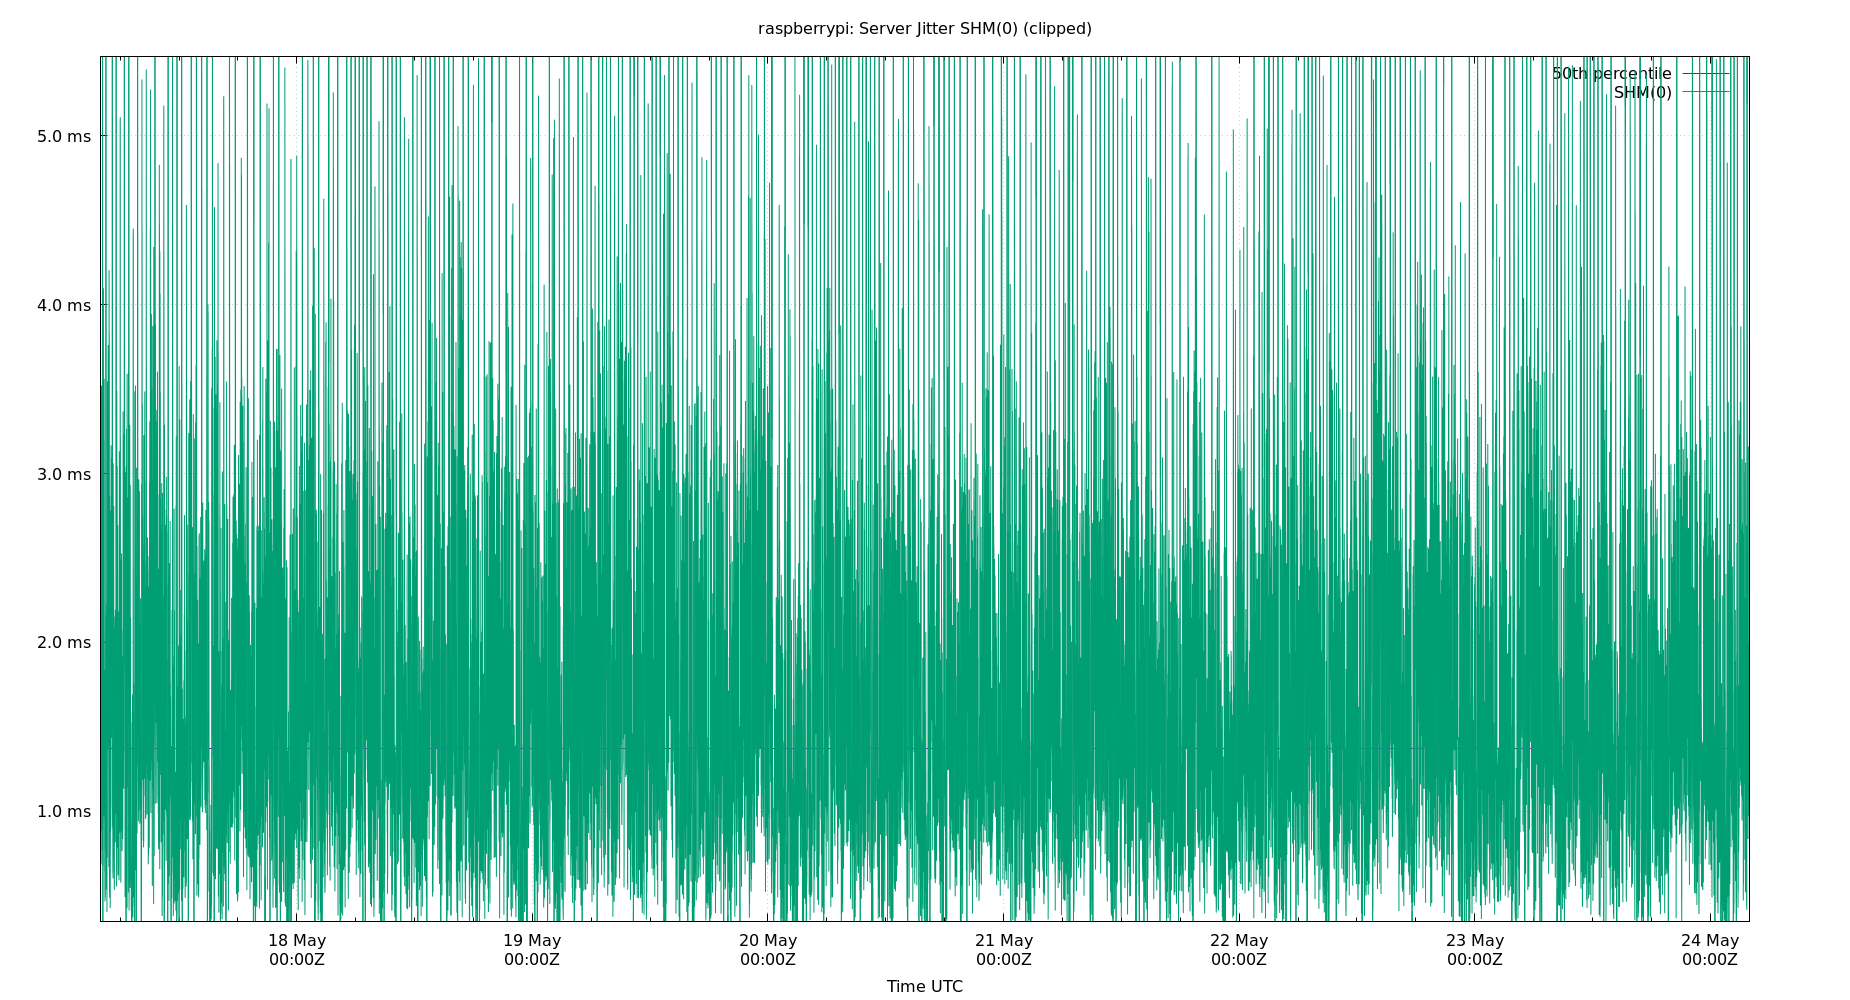 raspberrypi: Server Jitter SHM(0) (clipped)
50th percentile
SHM(0)
5.0 ms
4.0 ms
3.0 ms
2.0 ms
1.0 ms
18 May 19 May 20 May 21 May 22 May 23 May 24 May
00:00Z 00:00Z 00:00Z 00:00Z 00:00Z 00:00Z 00:00Z
Time UTC